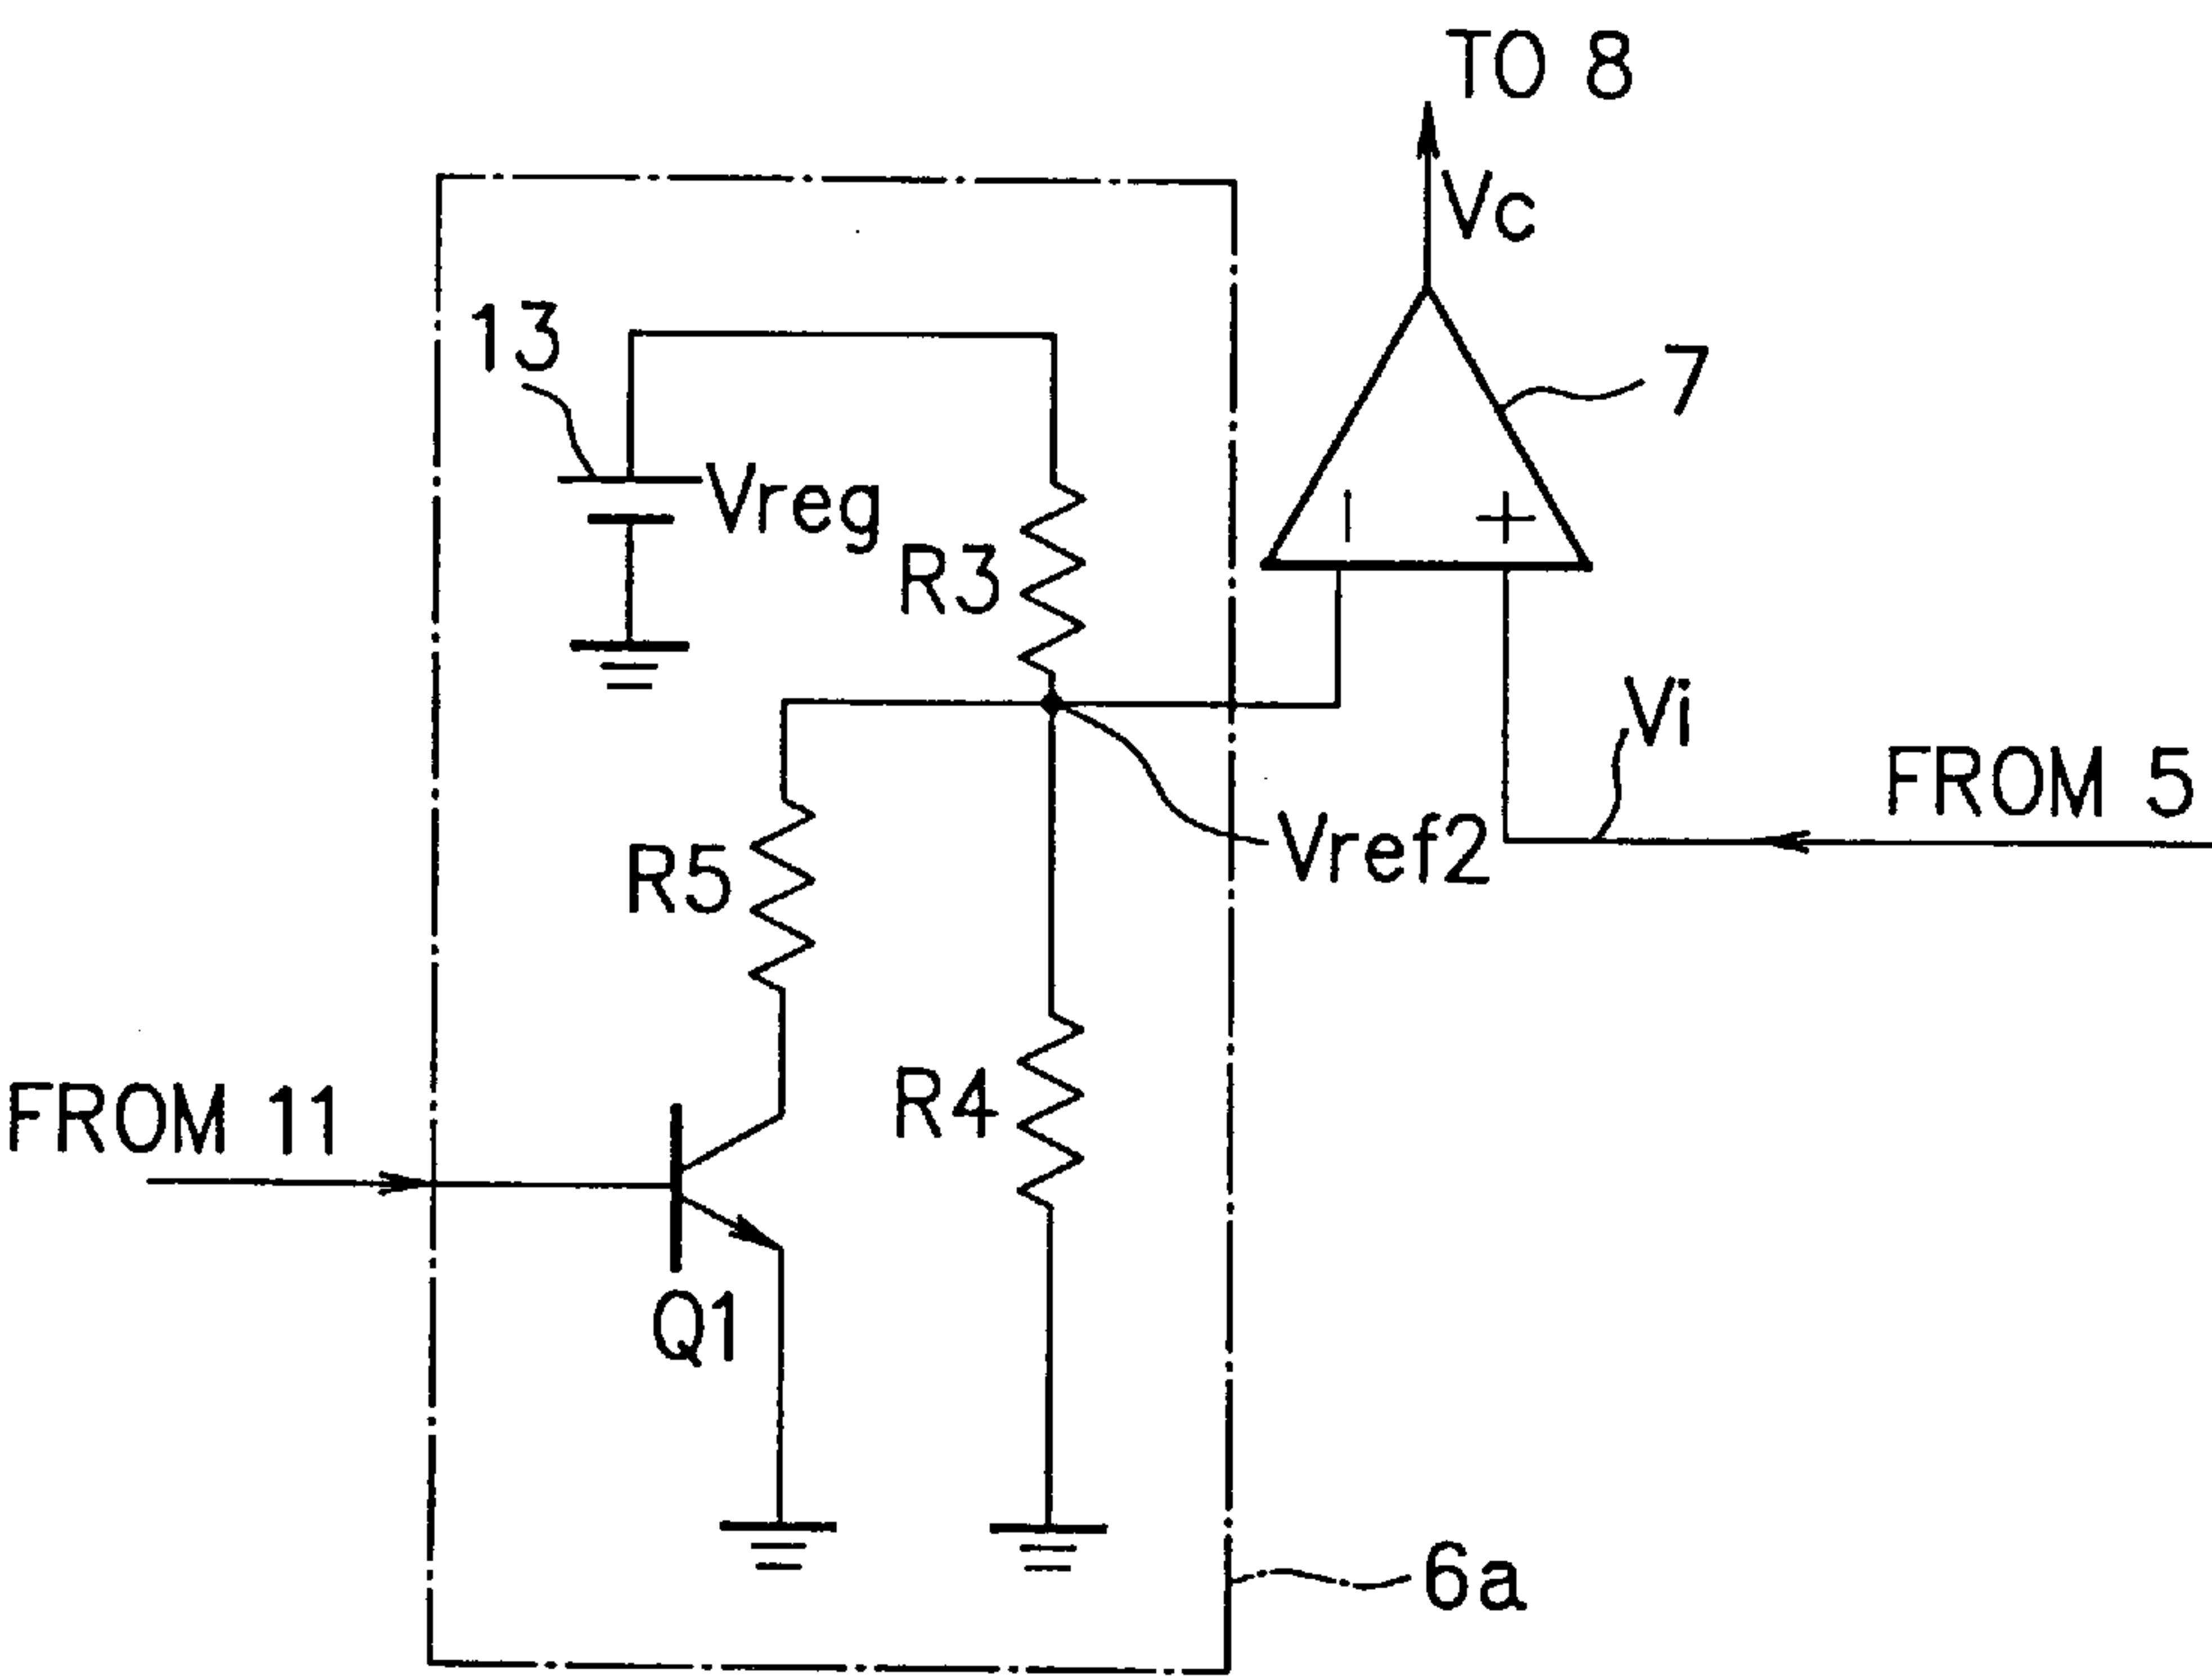 TO 8
Vc
13
7
Vreg
R3
− +
Vi
FROM 5
Vref2
R5
R4
FROM 11
Q1
6a